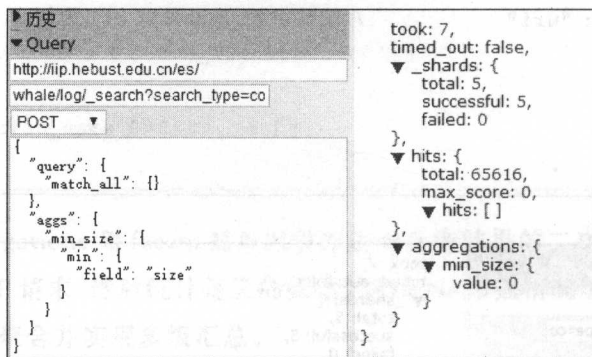 历史
Query
http://iip.hebust.edu.cn/es/
whale/log/_search?search_type=co
POST
{
"query": {
"match_all": {}
},
"aggs": {
"min_size": {
"min": {
"field": "size"
}
}
}
}
took: 7,
timed_out: false,
_shards: {
total: 5,
successful: 5,
failed: 0
},
hits: {
total: 65616,
max_score: 0,
hits: [ ]
},
aggregations: {
min_size: {
value: 0
}
}
}